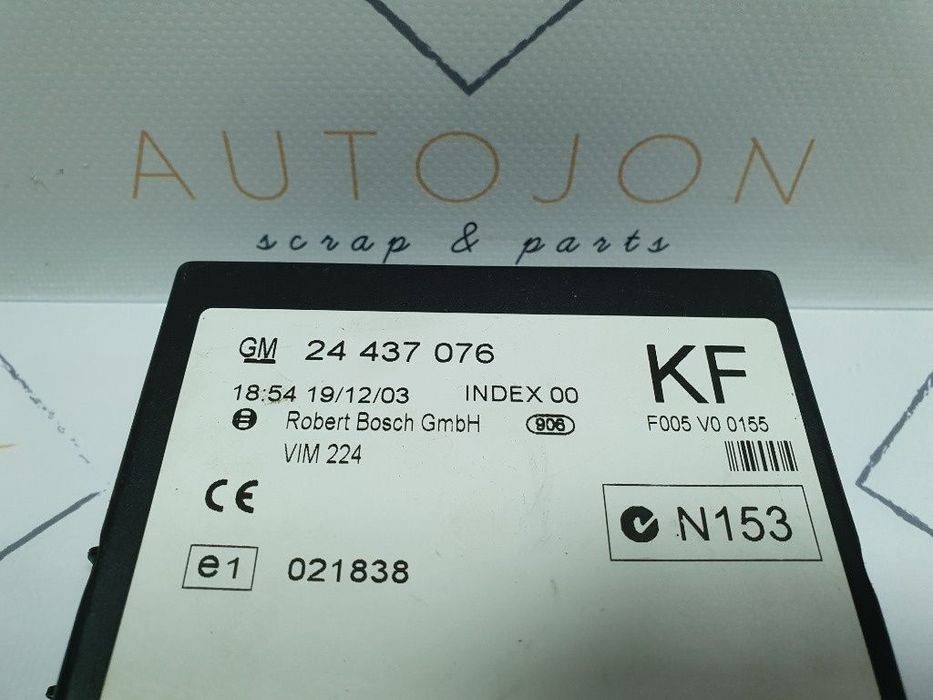 AUTOJON
scrap & parts
GM 24 437 076
KF
18:54 19/12/03 INDEX 00
Robert Bosch GmbH 906 F005 V0 0155
VIM 224
CE
N153
e1 021838